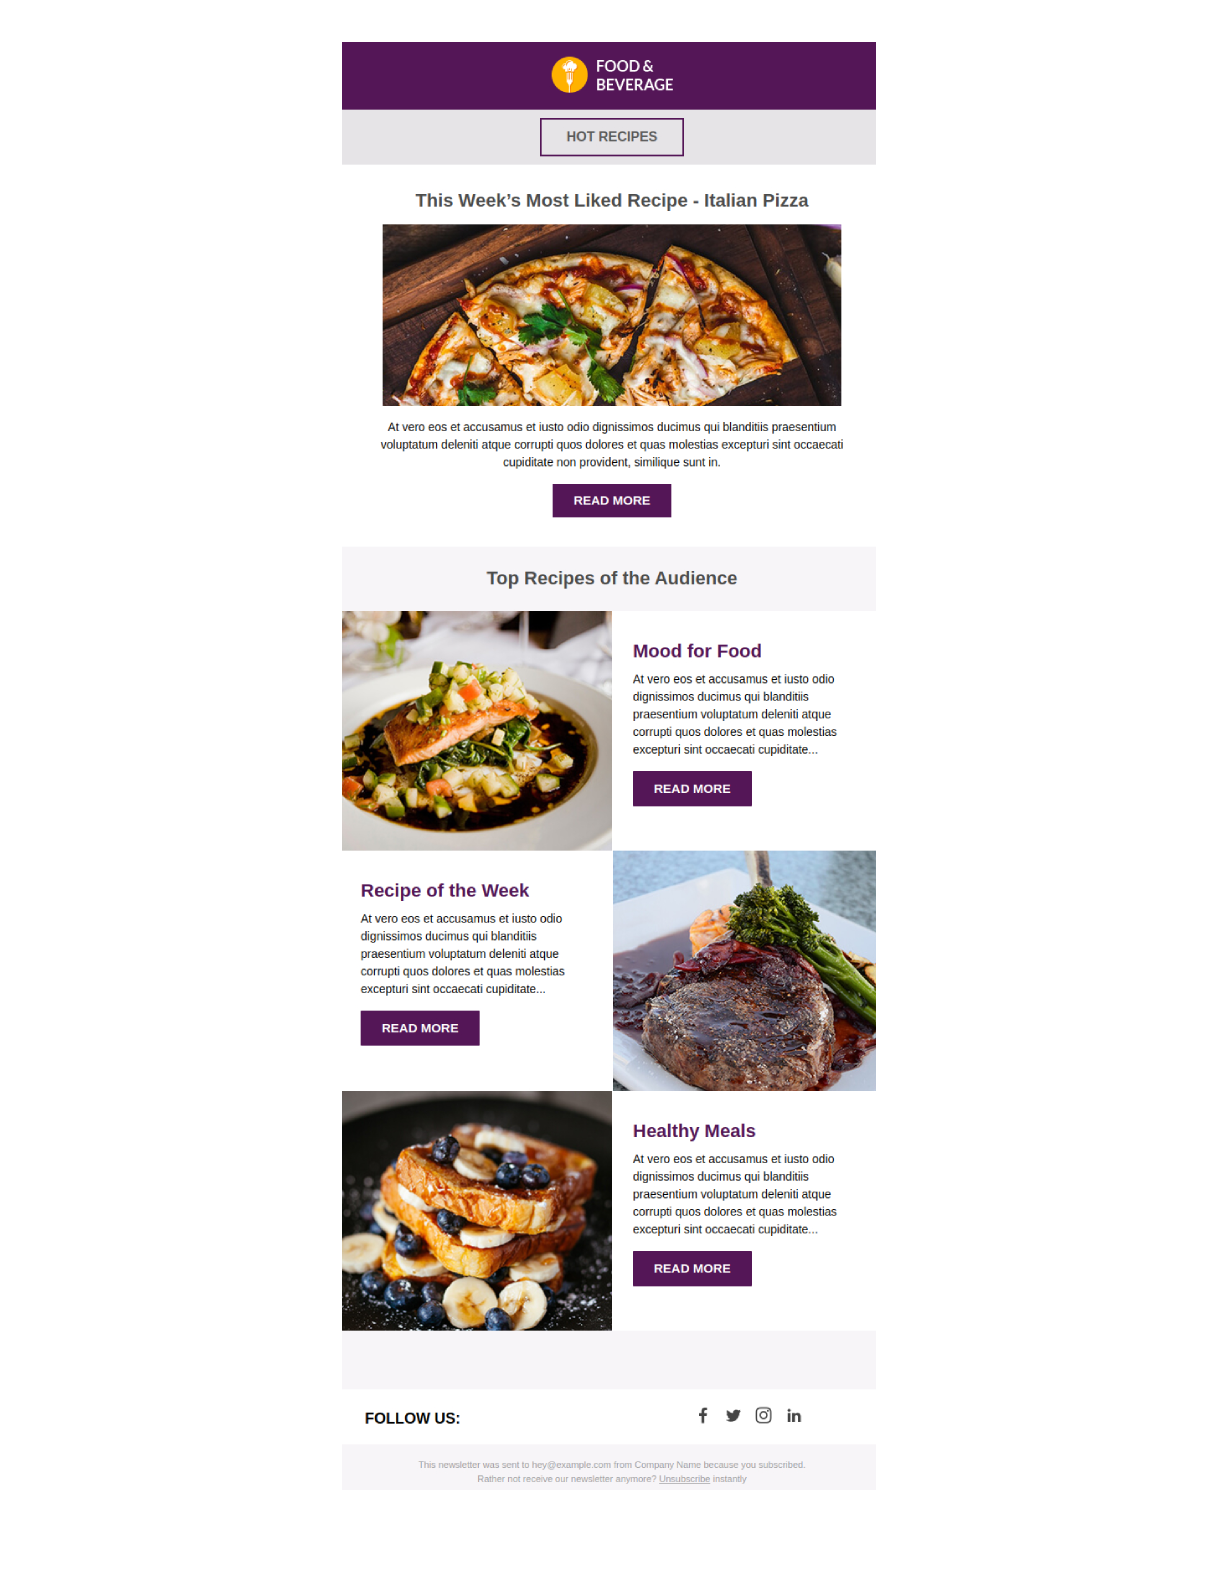 FOOD &
BEVERAGE
HOT RECIPES
This Week’s Most Liked Recipe - Italian Pizza
At vero eos et accusamus et iusto odio dignissimos ducimus qui blanditiis praesentium
voluptatum deleniti atque corrupti quos dolores et quas molestias excepturi sint occaecati
cupiditate non provident, similique sunt in.
READ MORE
Top Recipes of the Audience
Mood for Food
At vero eos et accusamus et iusto odio
dignissimos ducimus qui blanditiis
praesentium voluptatum deleniti atque
corrupti quos dolores et quas molestias
excepturi sint occaecati cupiditate...
READ MORE
Recipe of the Week
At vero eos et accusamus et iusto odio
dignissimos ducimus qui blanditiis
praesentium voluptatum deleniti atque
corrupti quos dolores et quas molestias
excepturi sint occaecati cupiditate...
READ MORE
Healthy Meals
At vero eos et accusamus et iusto odio
dignissimos ducimus qui blanditiis
praesentium voluptatum deleniti atque
corrupti quos dolores et quas molestias
excepturi sint occaecati cupiditate...
READ MORE
FOLLOW US:
This newsletter was sent to hey@example.com from Company Name because you subscribed.
Rather not receive our newsletter anymore? Unsubscribe instantly